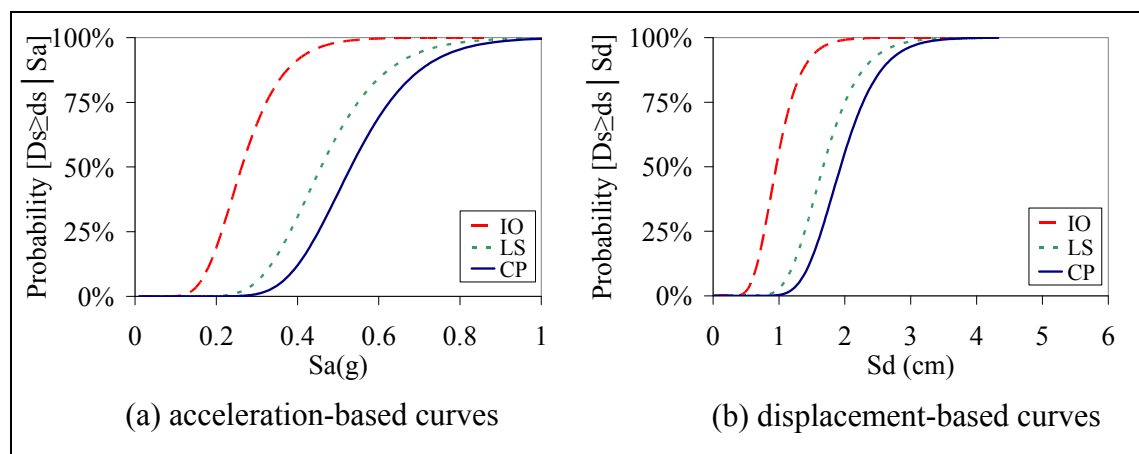 Probability [Ds≥ds | Sa]
100%
75%
50%
25%
0%
IO
LS
CP
0 0.2 0.4 0.6 0.8 1
Sa(g)
(a) acceleration-based curves
Probability [Ds≥ds | Sd]
100%
75%
50%
25%
0%
IO
LS
CP
0 1 2 3 4 5 6
Sd (cm)
(b) displacement-based curves